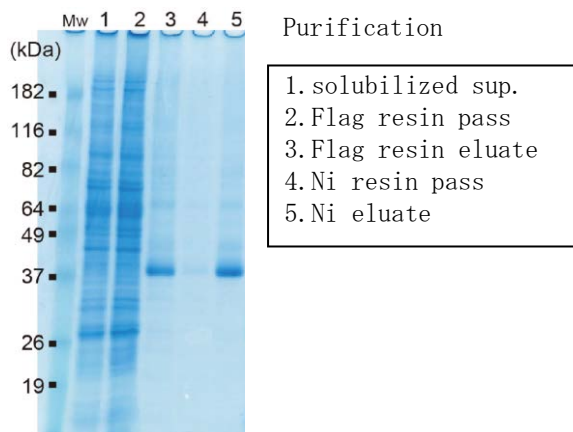 Mw 1 2 3 4 5
(kDa)
182
116
82
64
49
37
26
19
Purification
1.solubilized sup.
2.Flag resin pass
3.Flag resin eluate
4.Ni resin pass
5.Ni eluate